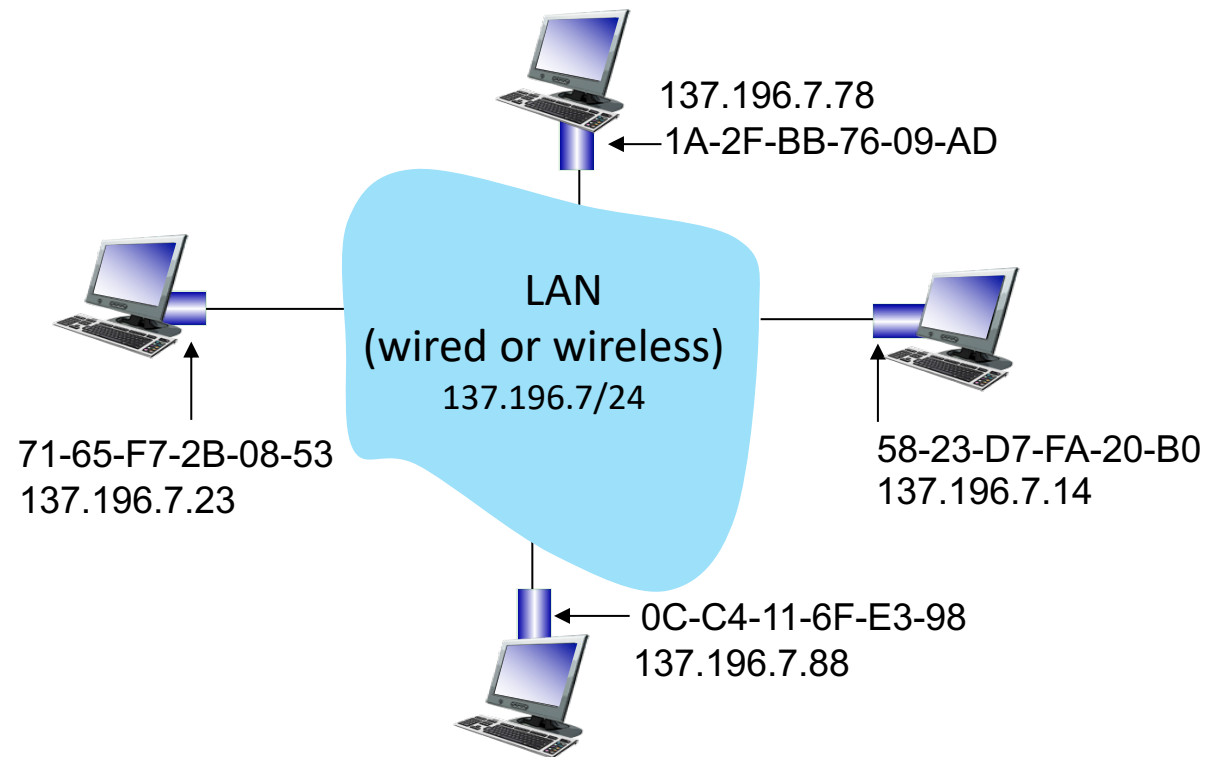 137.196.7.78
1A-2F-BB-76-09-AD
LAN
(wired or wireless)
137.196.7/24
71-65-F7-2B-08-53
137.196.7.23
58-23-D7-FA-20-B0
137.196.7.14
0C-C4-11-6F-E3-98
137.196.7.88